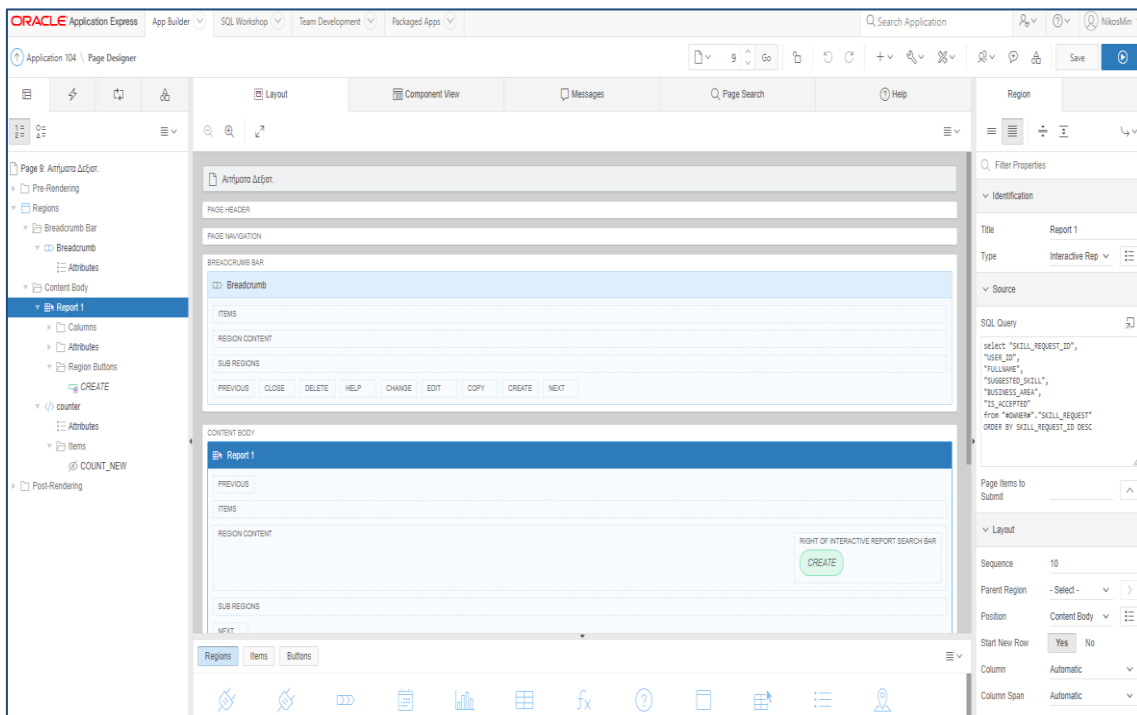 ORACLE Application Express App Builder SQL Workshop Team Development Packaged Apps Search Application NikosMin
Application 104 \ Page Designer 9 Go Save
Layout Component View Messages Page Search Help Region
Page 9: Αιτήματα Δεξιοτ.
Pre-Rendering
Regions
Breadcrumb Bar
Breadcrumb
Attributes
Content Body
Report 1
Columns
Attributes
Region Buttons
CREATE
counter
Attributes
Items
COUNT_NEW
Post-Rendering
Αιτήματα Δεξιοτ.
PAGE HEADER
PAGE NAVIGATION
BREADCRUMB BAR
Breadcrumb
ITEMS
REGION CONTENT
SUB REGIONS
PREVIOUS CLOSE DELETE HELP CHANGE EDIT COPY CREATE NEXT
CONTENT BODY
Report 1
PREVIOUS
ITEMS
REGION CONTENT
RIGHT OF INTERACTIVE REPORT SEARCH BAR
CREATE
SUB REGIONS
NEXT
Regions Items Buttons
Filter Properties
Identification
Title Report 1
Type Interactive Rep
Source
SQL Query
select "SKILL_REQUEST_ID",
"USER_ID",
"FULLNAME",
"SUGGESTED_SKILL",
"BUSINESS_AREA",
"IS_ACCEPTED"
from "#OWNER#"."SKILL_REQUEST"
ORDER BY SKILL_REQUEST_ID DESC
Page Items to
Submit
Layout
Sequence 10
Parent Region - Select -
Position Content Body
Start New Row Yes No
Column Automatic
Column Span Automatic